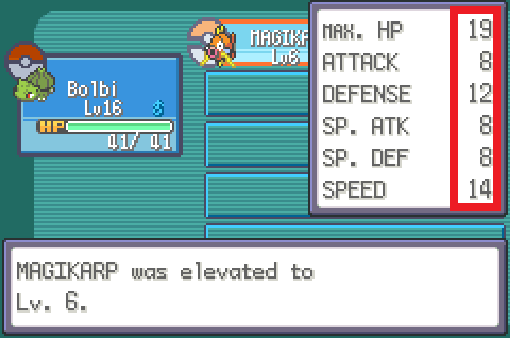 Bolbi
Lv16 ♂
HP
41/ 41
Lv6
MAX. HP 19
ATTACK 8
DEFENSE 12
SP. ATK 8
SP. DEF 8
SPEED 14
MAGIKARP was elevated to
Lv. 6.